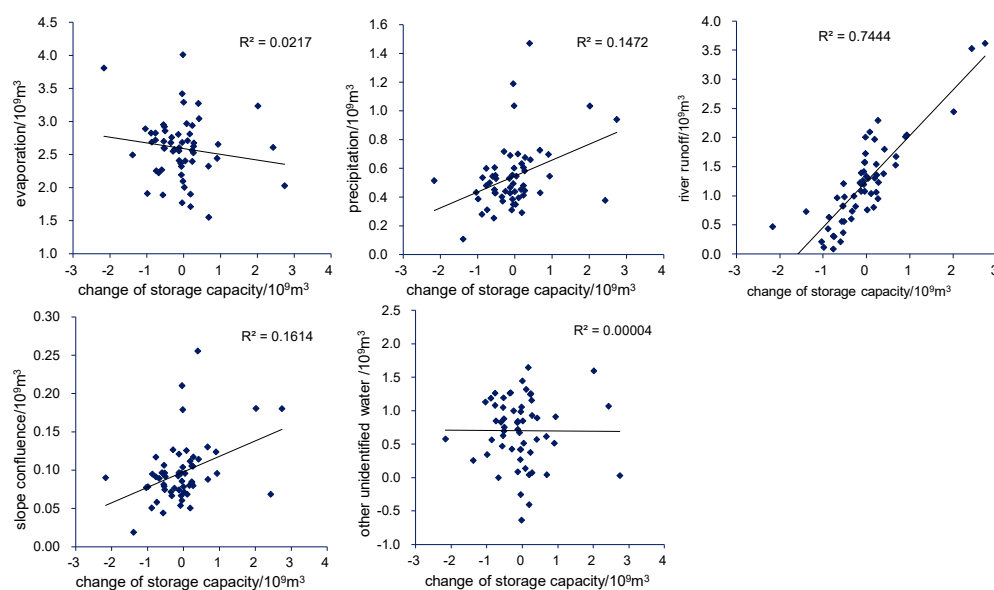 evaporation/10⁹m³
4.5
4.0
3.5
3.0
2.5
2.0
1.5
1.0
R² = 0.0217
-3 -2 -1 0 1 2 3 4
change of storage capacity/10⁹m³
precipitation/10⁹m³
1.6
1.4
1.2
1.0
0.8
0.6
0.4
0.2
0.0
R² = 0.1472
-3 -2 -1 0 1 2 3 4
change of storage capacity/10⁹m³
river runoff/10⁹m³
4.0
3.5
3.0
2.5
2.0
1.5
1.0
0.5
0.0
R² = 0.7444
-3 -2 -1 0 1 2 3
change of storage capacity/10⁹m³
slope confluence/10⁹m³
0.30
0.25
0.20
0.15
0.10
0.05
0.00
R² = 0.1614
-3 -2 -1 0 1 2 3 4
change of storage capacity/10⁹m³
other unidentified water /10⁹m³
2.5
2.0
1.5
1.0
0.5
0.0
-0.5
-1.0
R² = 0.00004
-3 -2 -1 0 1 2 3 4
change of storage capacity/10⁹m³